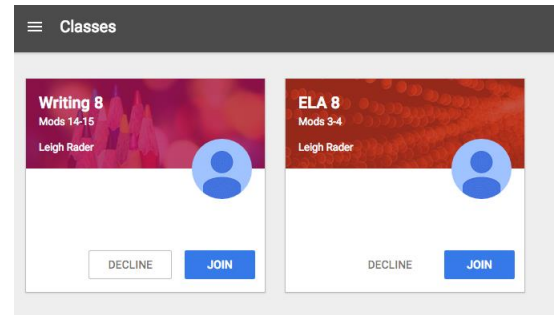 Classes
Writing 8
Mods 14-15
Leigh Rader
DECLINE
JOIN
ELA 8
Mods 3-4
Leigh Rader
DECLINE
JOIN